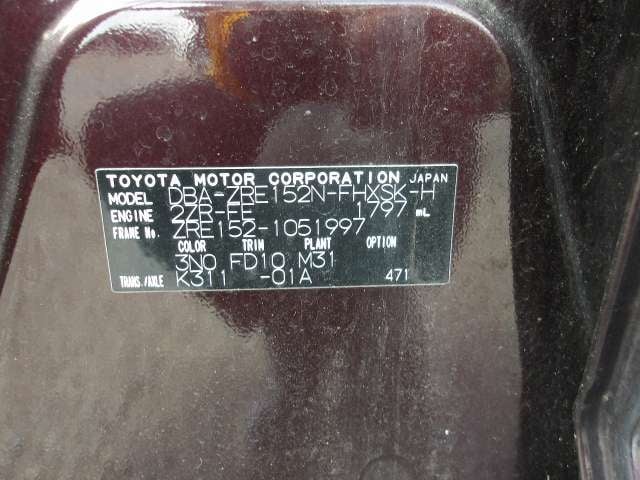 TOYOTA MOTOR CORPORATION JAPAN
MODEL DBA-ZRE152N-FHXSK-H
ENGINE 2ZR-FE 1797 mL
FRAME No. ZRE152-1051997
COLOR TRIM PLANT OPTION
3N0 FD10 M31
TRANS./AXLE K311 -01A 471